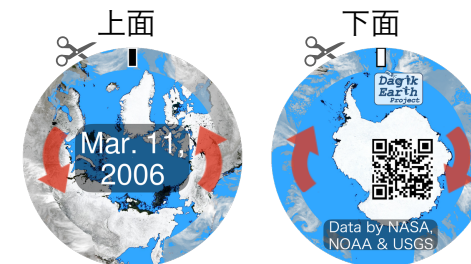 上面
下面
Mar. 11,
2006
Dagik
Earth
Project
Data by NASA,
NOAA & USGS